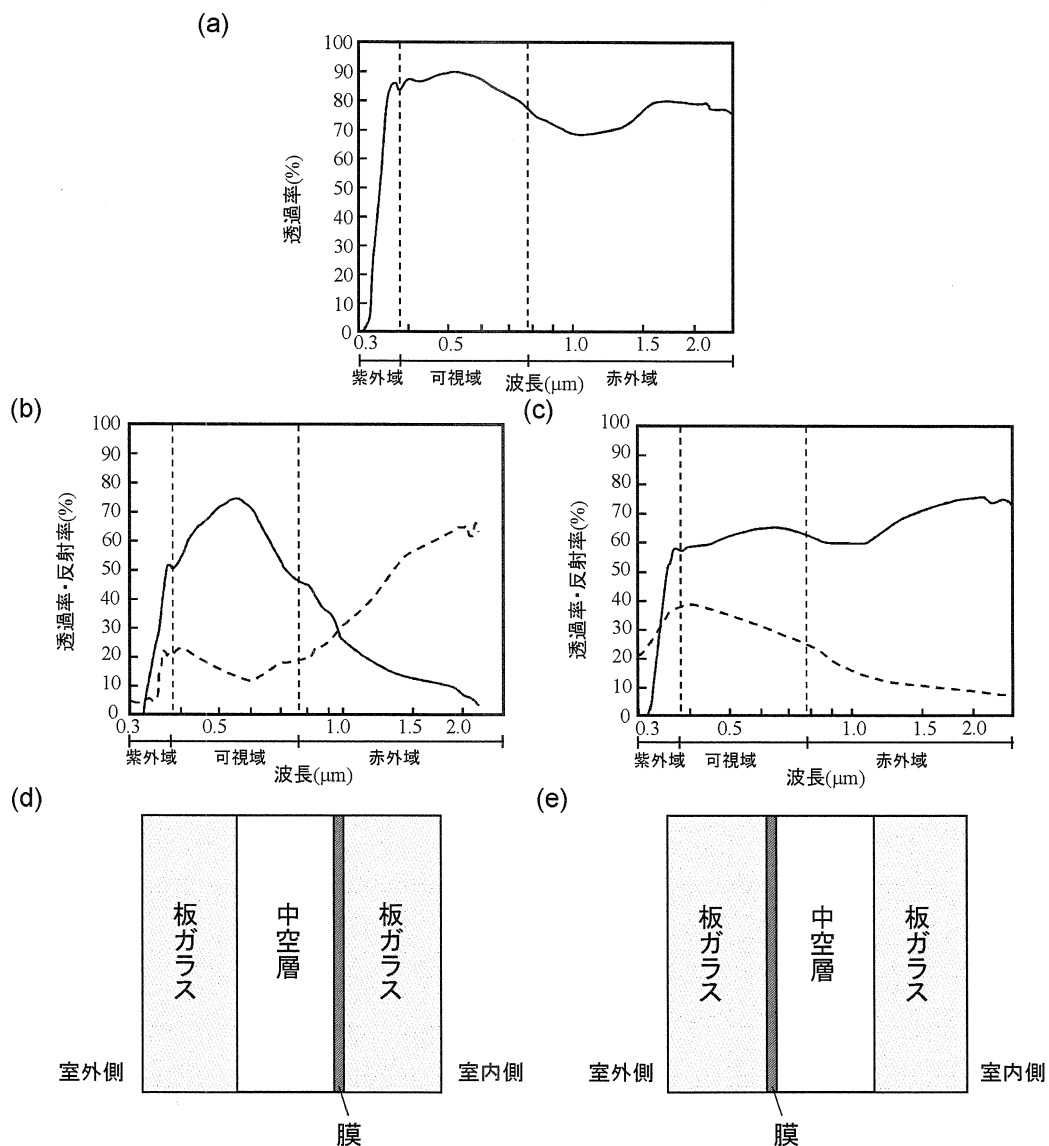 (a)
透過率(%)
100
90
80
70
60
50
40
30
20
10
0
0.3
0.5
1.0
1.5
2.0
紫外域
可視域
波長(μm)
赤外域
(b)
透過率・反射率(%)
100
90
80
70
60
50
40
30
20
10
0
0.3
0.5
1.0
1.5
2.0
紫外域
可視域
赤外域
波長(μm)
(c)
透過率・反射率(%)
100
90
80
70
60
50
40
30
20
10
0
0.3
0.5
1.0
1.5
2.0
紫外域
可視域
赤外域
波長(μm)
(d)
板ガラス
中空層
板ガラス
室外側
室内側
膜
(e)
板ガラス
中空層
板ガラス
室外側
室内側
膜